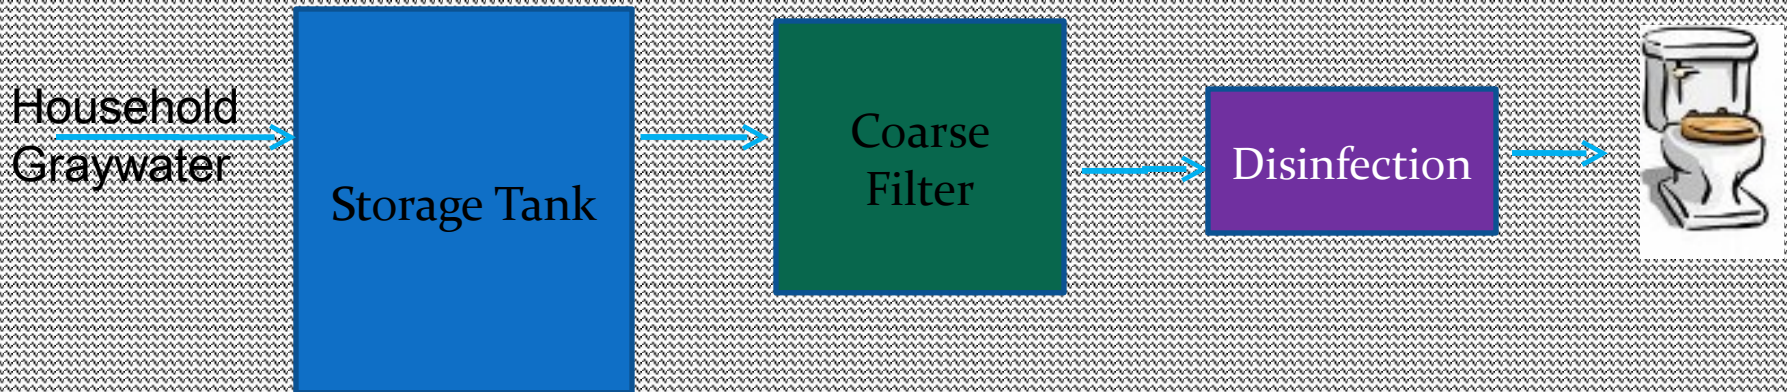 Household
Graywater
Storage Tank
Coarse
Filter
Disinfection